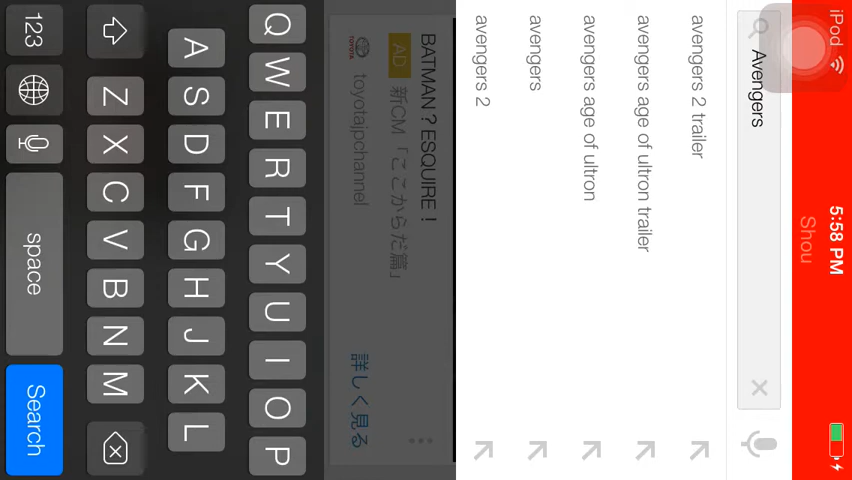 iPod
5:58 PM
Shou
Avengers
avengers 2 trailer
avengers age of ultron trailer
avengers age of ultron
avengers
avengers 2
BATMAN？ ESQUIRE！
AD 新CM「ここからだ篇」
TOYOTA toyotajpchannel
詳しく見る
Q W E R T Y U I O P
A S D F G H J K L
Z X C V B N M
123 space Search